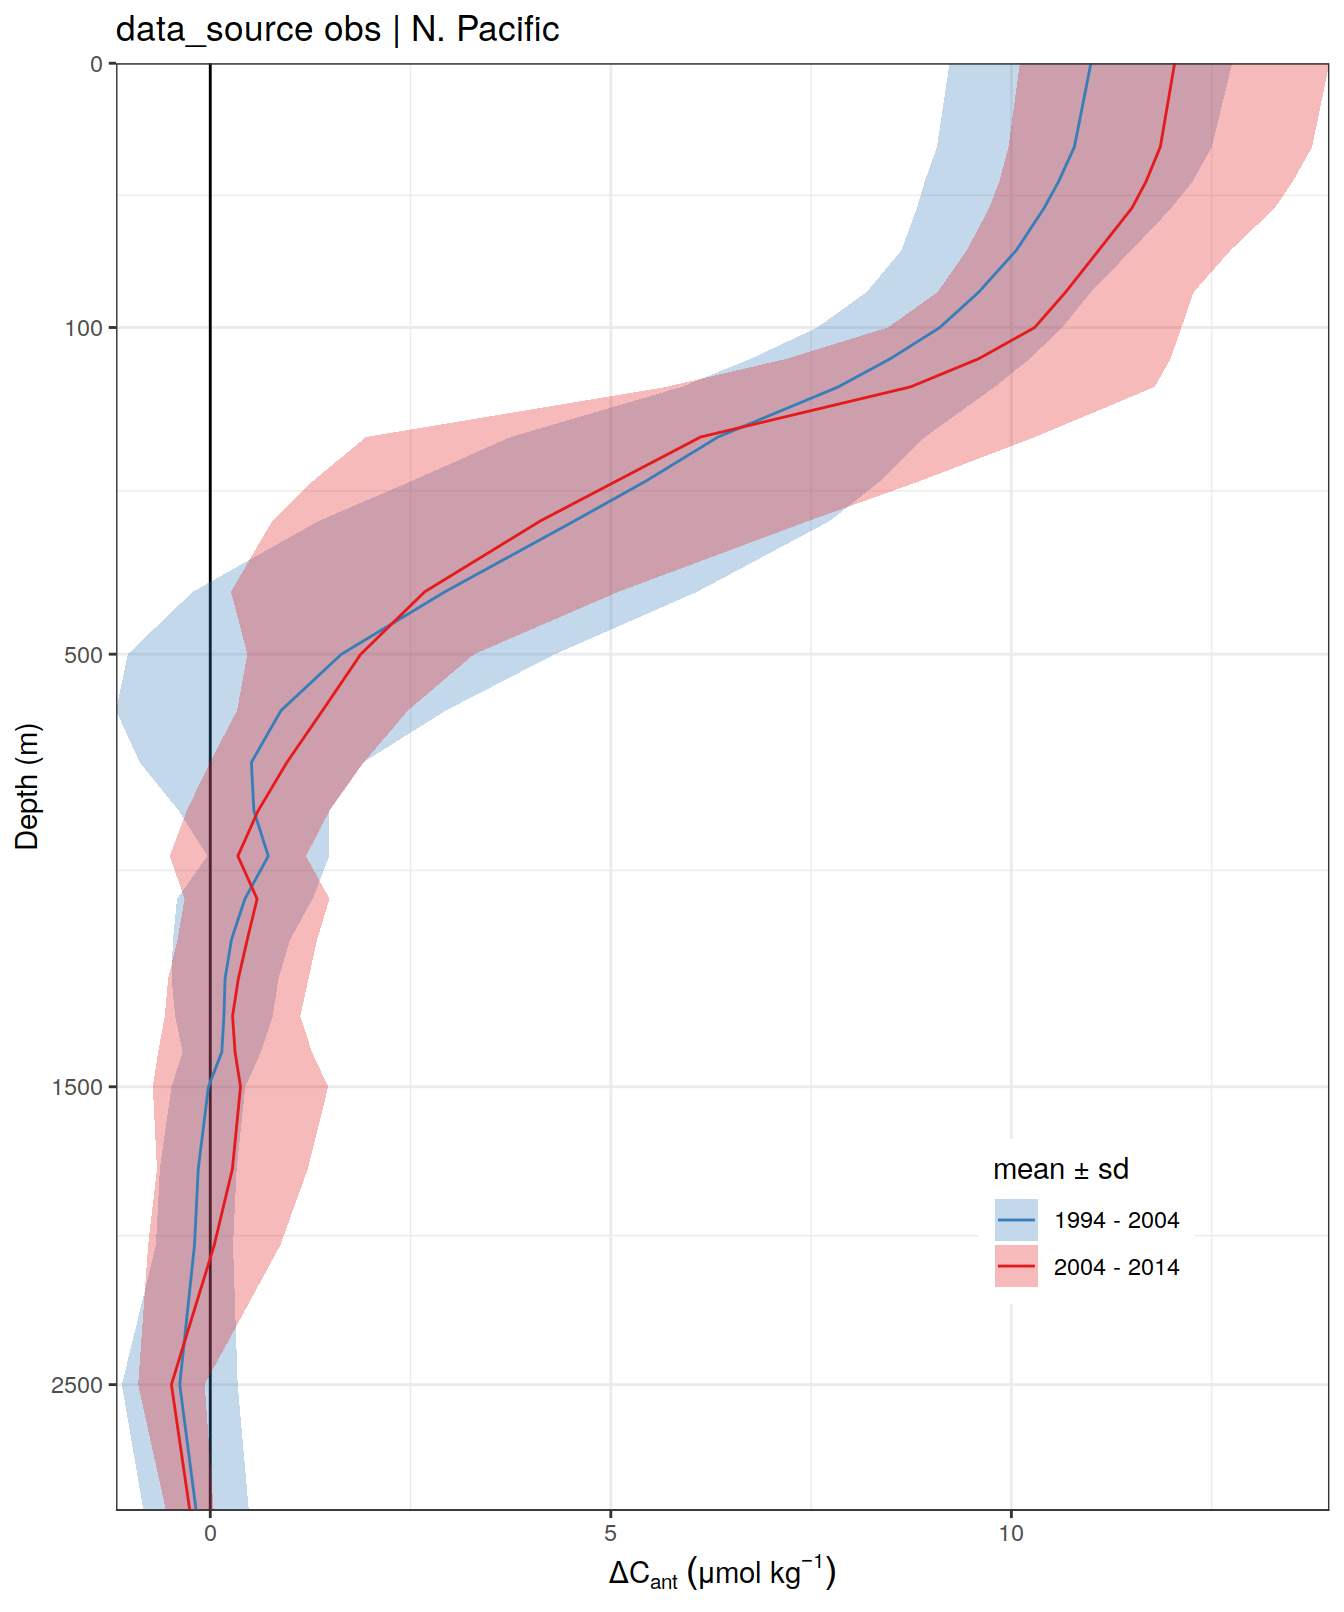 data_source obs | N. Pacific
0
100
500
1500
2500
Depth (m)
mean ± sd
1994 - 2004
2004 - 2014
0 5 10
ΔCant (μmol kg⁻¹)